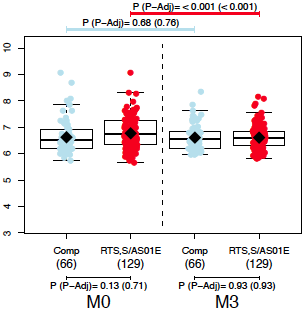 P (P−Adj)= < 0.001 (< 0.001)
P (P−Adj)= 0.68 (0.76)
10
9
8
7
6
5
4
3
Comp RTS,S/AS01E Comp RTS,S/AS01E
(66) (129) (66) (129)
P (P−Adj)= 0.13 (0.71) P (P−Adj)= 0.93 (0.93)
M0 M3